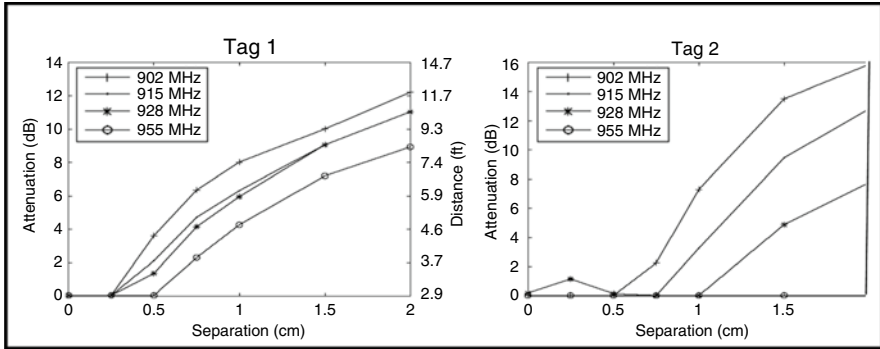 Tag 1
14
12
10
8
6
4
2
0
Attenuation (dB)
902 MHz
915 MHz
928 MHz
955 MHz
14.7
11.7
9.3
7.4
5.9
4.6
3.7
2.9
Distance (ft)
0 0.5 1 1.5 2
Separation (cm)
Tag 2
16
14
12
10
8
6
4
2
0
Attenuation (dB)
902 MHz
915 MHz
928 MHz
955 MHz
0 0.5 1 1.5
Separation (cm)